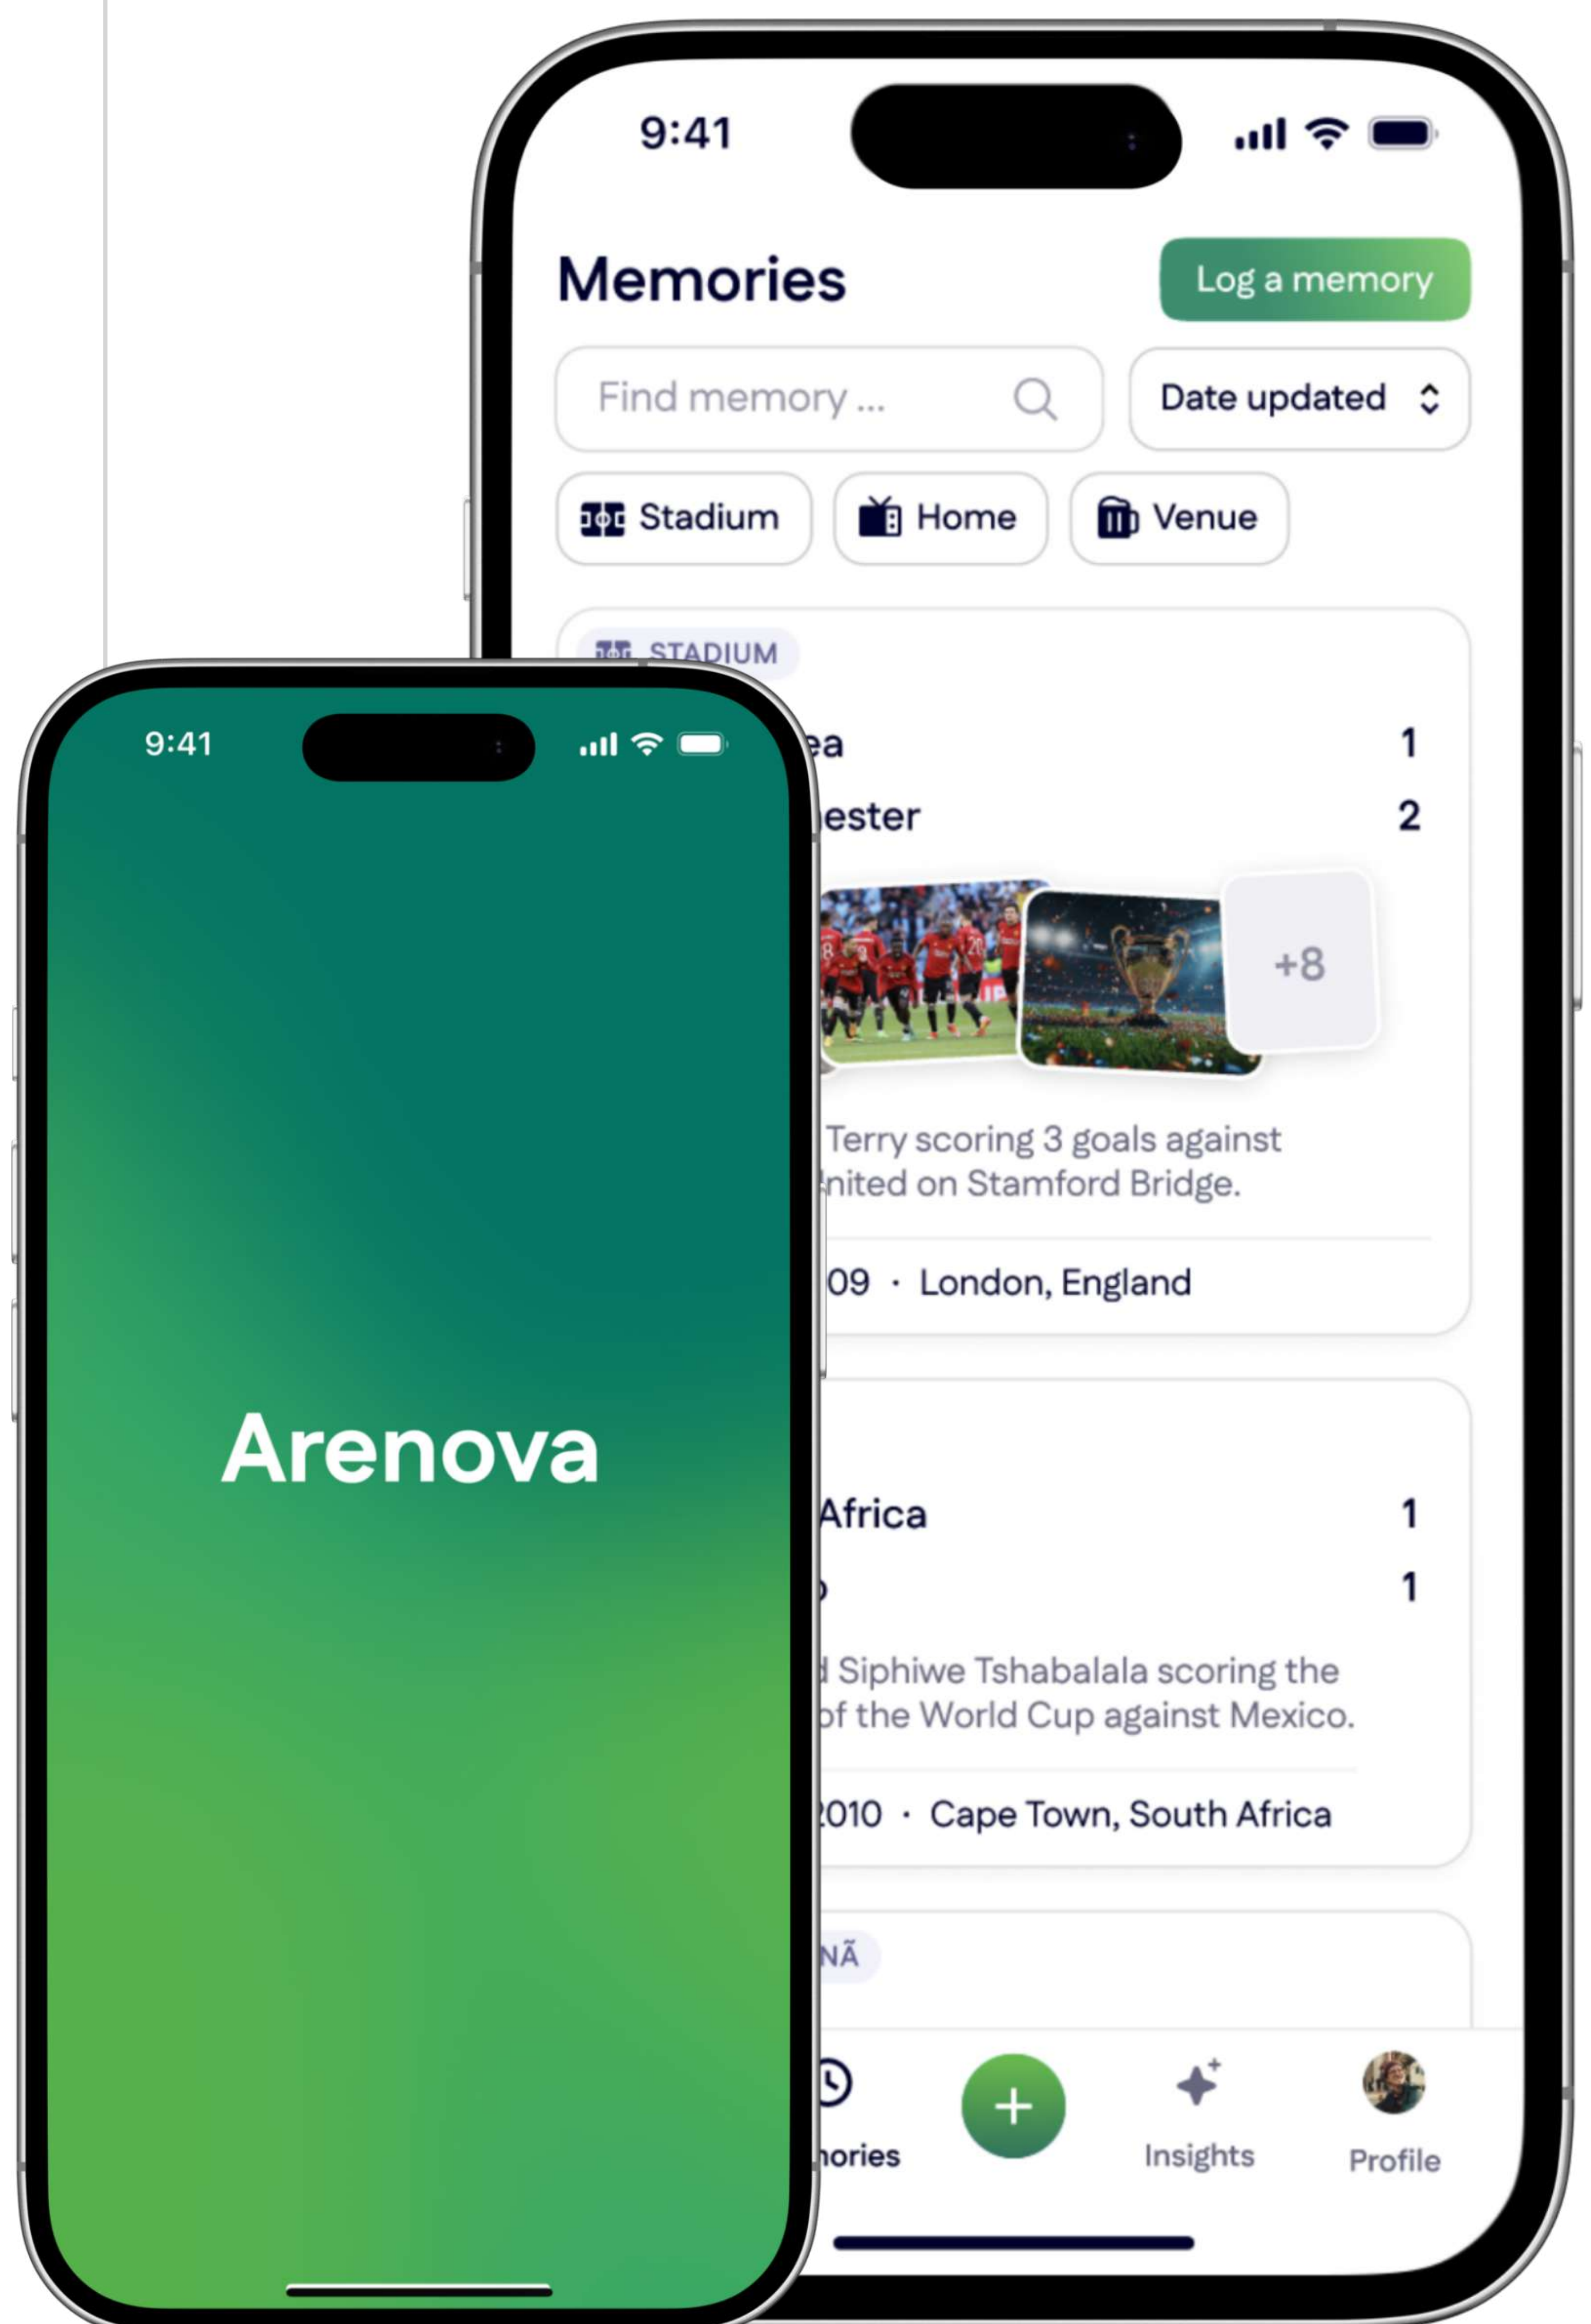 9:41
Memories
Log a memory
Find memory ...
Date updated
Stadium
Home
Venue
STADIUM
ea 1
ester 2
+8
Terry scoring 3 goals against
nited on Stamford Bridge.
09 · London, England
Africa 1
1
Siphiwe Tshabalala scoring the
of the World Cup against Mexico.
2010 · Cape Town, South Africa
NÃ
+
nories
Insights
Profile
9:41
Arenova